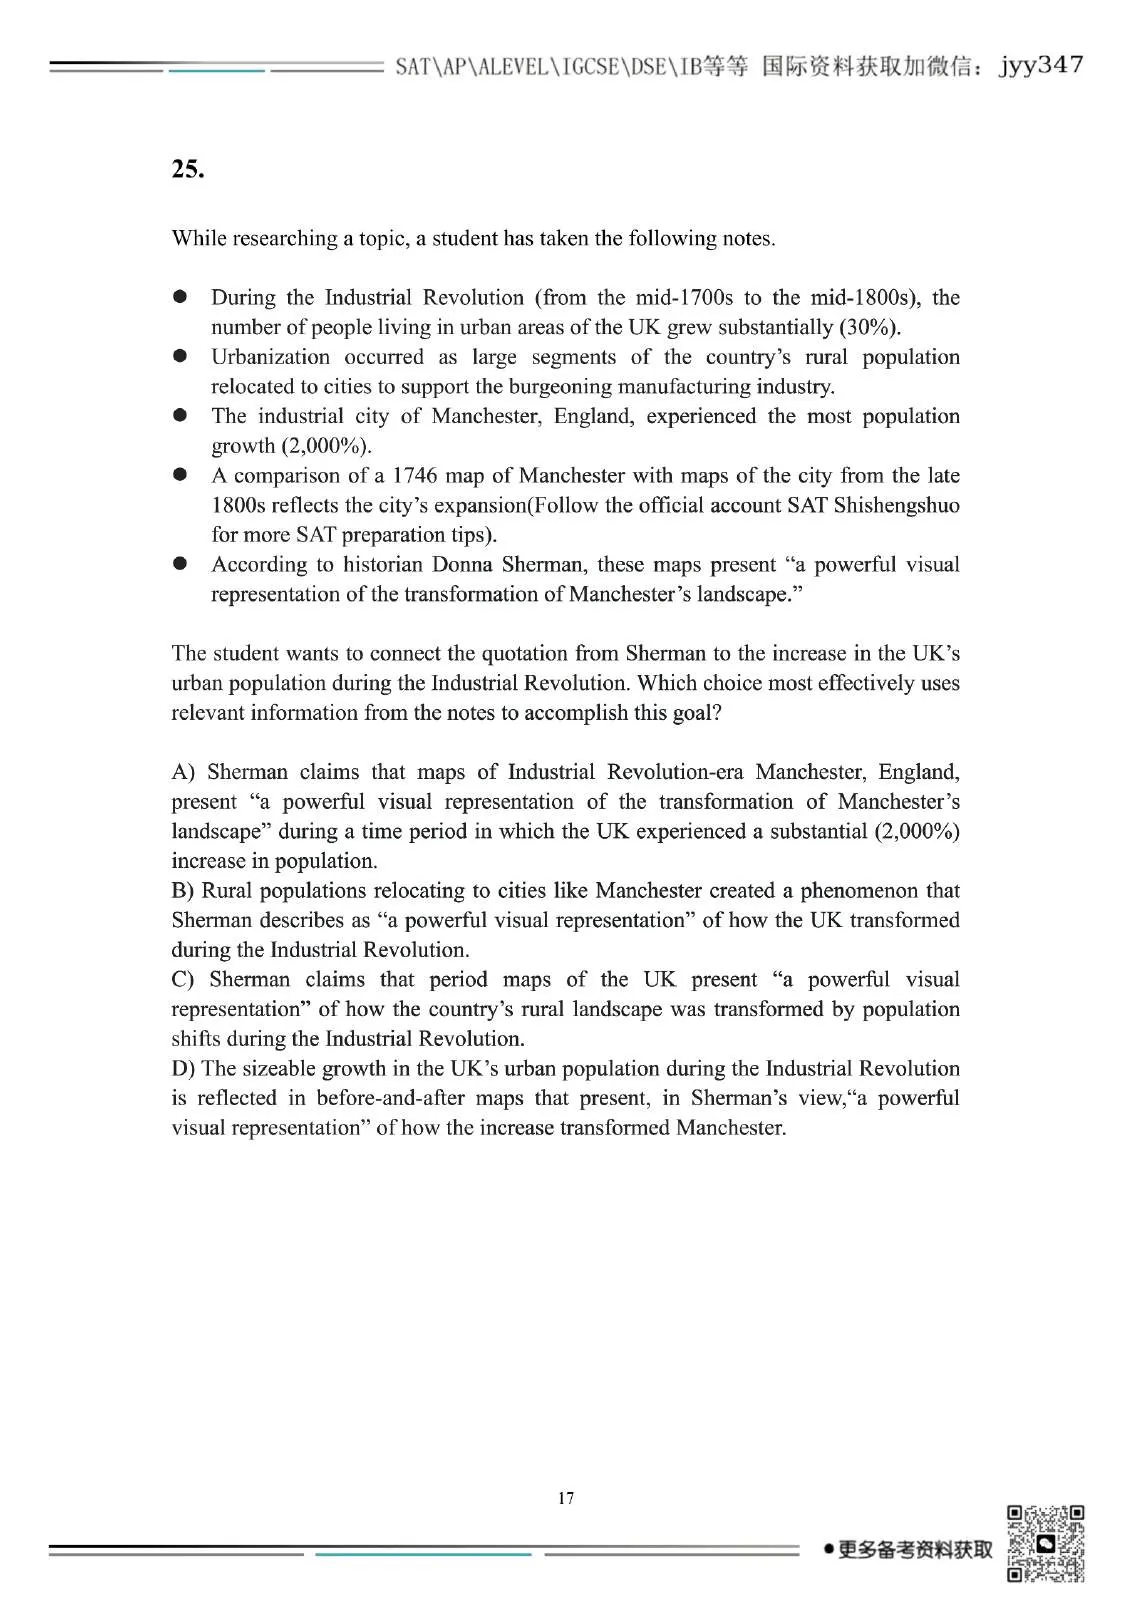 SAT\AP\ALEVEL\IGCSE\DSE\IB等等 国际资料获取加微信：jyy347
25.
While researching a topic, a student has taken the following notes.
● During the Industrial Revolution (from the mid-1700s to the mid-1800s), the
number of people living in urban areas of the UK grew substantially (30%).
● Urbanization occurred as large segments of the country’s rural population
relocated to cities to support the burgeoning manufacturing industry.
● The industrial city of Manchester, England, experienced the most population
growth (2,000%).
● A comparison of a 1746 map of Manchester with maps of the city from the late
1800s reflects the city’s expansion(Follow the official account SAT Shishengshuo
for more SAT preparation tips).
● According to historian Donna Sherman, these maps present “a powerful visual
representation of the transformation of Manchester’s landscape.”
The student wants to connect the quotation from Sherman to the increase in the UK’s
urban population during the Industrial Revolution. Which choice most effectively uses
relevant information from the notes to accomplish this goal?
A) Sherman claims that maps of Industrial Revolution-era Manchester, England,
present “a powerful visual representation of the transformation of Manchester’s
landscape” during a time period in which the UK experienced a substantial (2,000%)
increase in population.
B) Rural populations relocating to cities like Manchester created a phenomenon that
Sherman describes as “a powerful visual representation” of how the UK transformed
during the Industrial Revolution.
C) Sherman claims that period maps of the UK present “a powerful visual
representation” of how the country’s rural landscape was transformed by population
shifts during the Industrial Revolution.
D) The sizeable growth in the UK’s urban population during the Industrial Revolution
is reflected in before-and-after maps that present, in Sherman’s view,“a powerful
visual representation” of how the increase transformed Manchester.
17
●更多备考资料获取